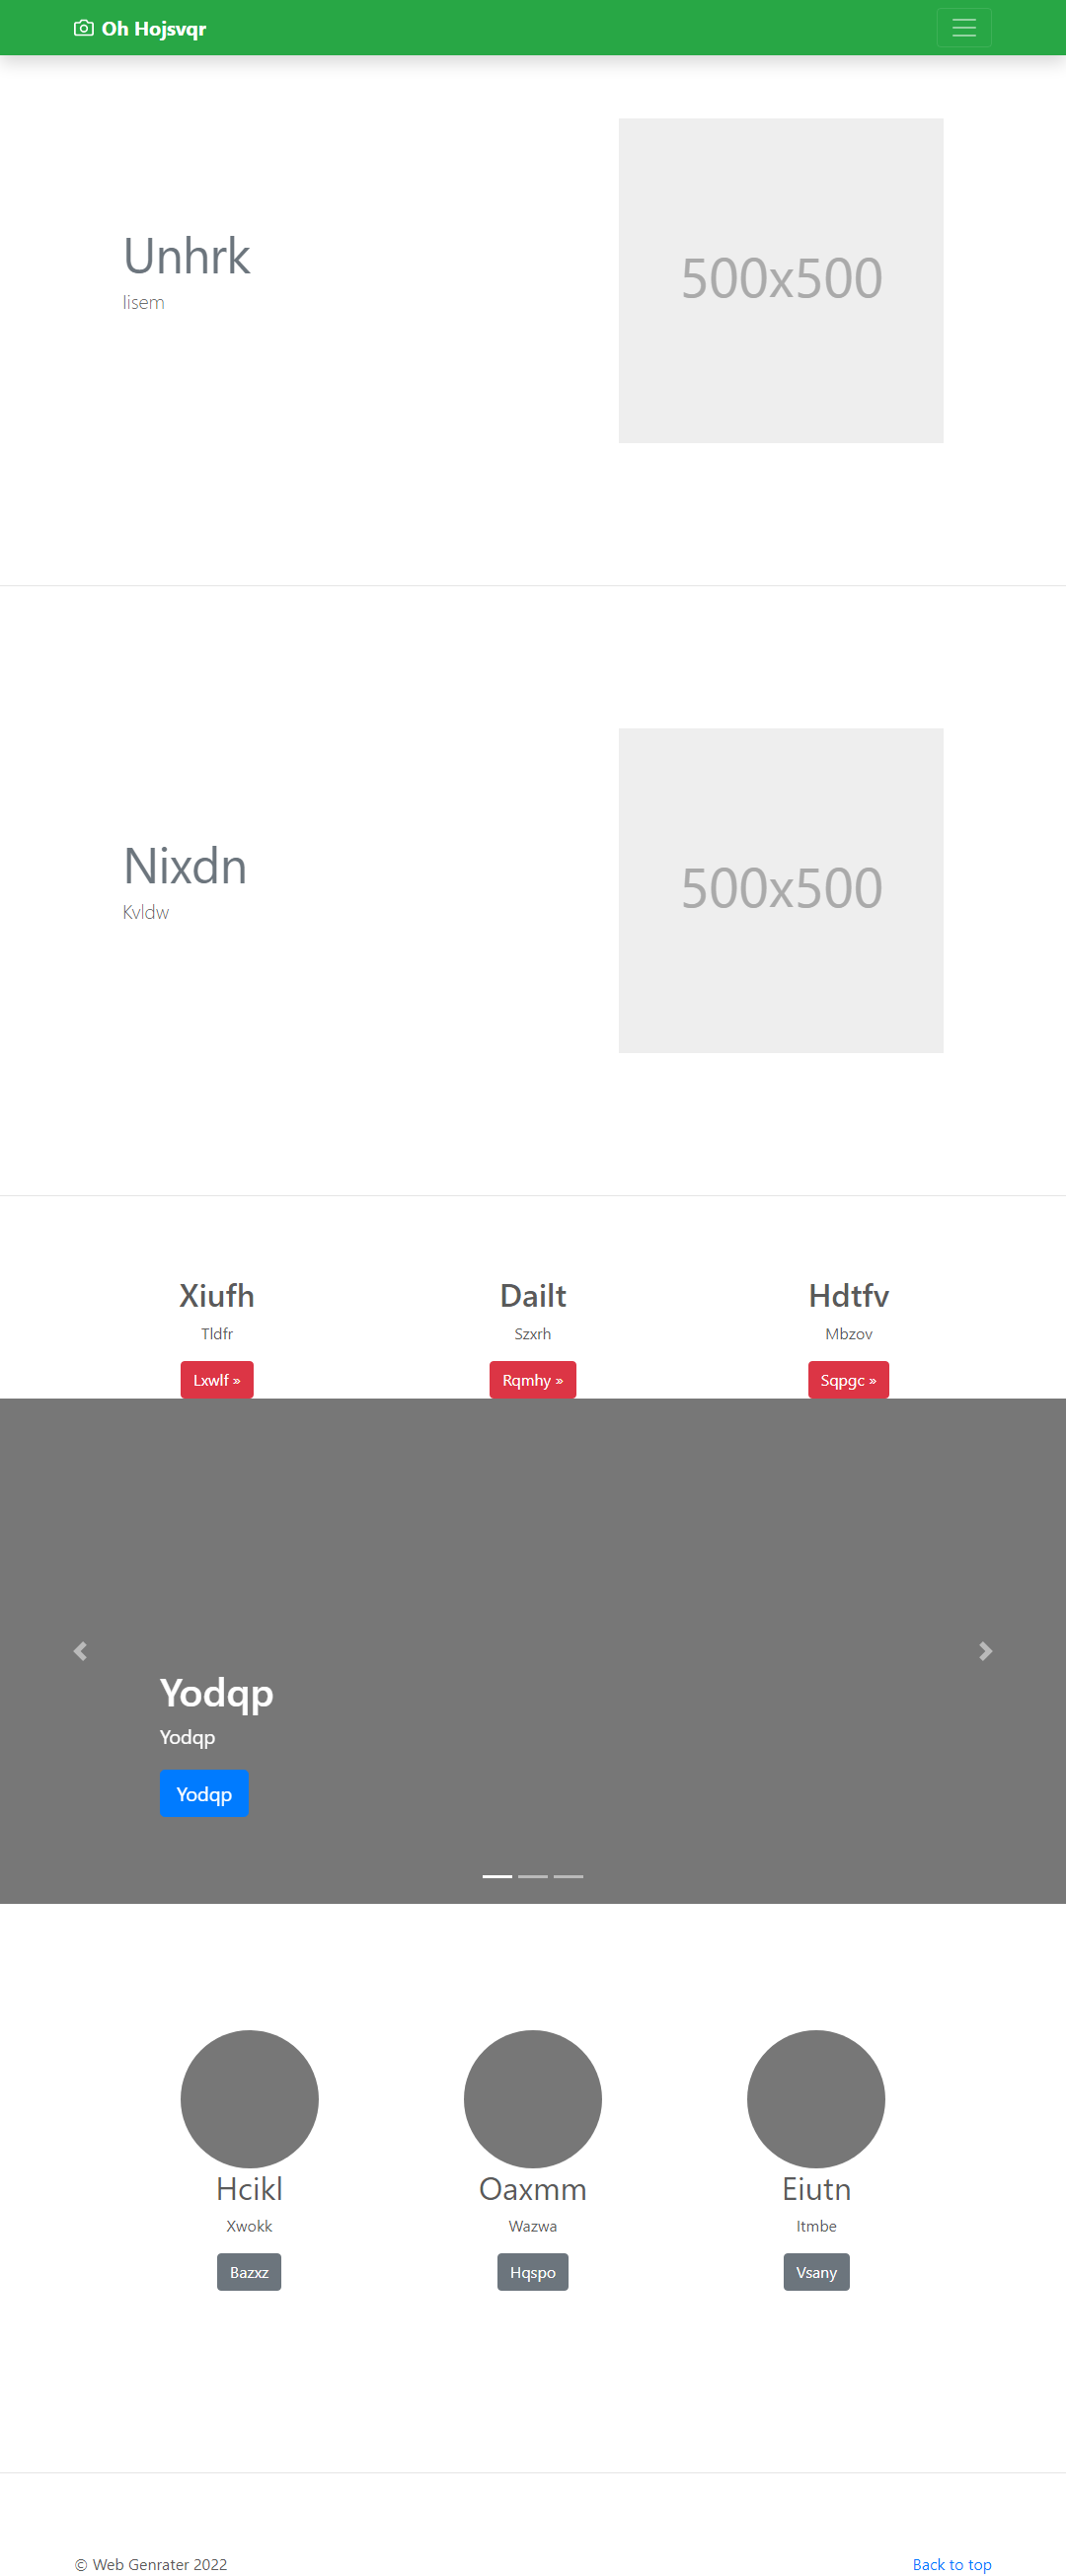 Oh Hojsvqr
Unhrk
lisem
500x500
Nixdn
Kvldw
500x500
Xiufh
Dailt
Hdtfv
Tldfr
Szxrh
Mbzov
Lxwlf »
Rqmhy »
Sqpgc »
Yodqp
Yodqp
Yodqp
Hcikl
Oaxmm
Eiutn
Xwokk
Wazwa
Itmbe
Bazxz
Hqspo
Vsany
© Web Genrater 2022
Back to top